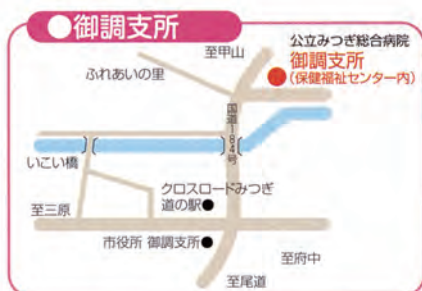 ●御調支所
至甲山
公立みつぎ総合病院
御調支所
(保健福祉センター内)
ふれあいの里
国道184号
いこい橋
クロスロードみつぎ
道の駅●
至三原
市役所 御調支所●
至府中
至尾道